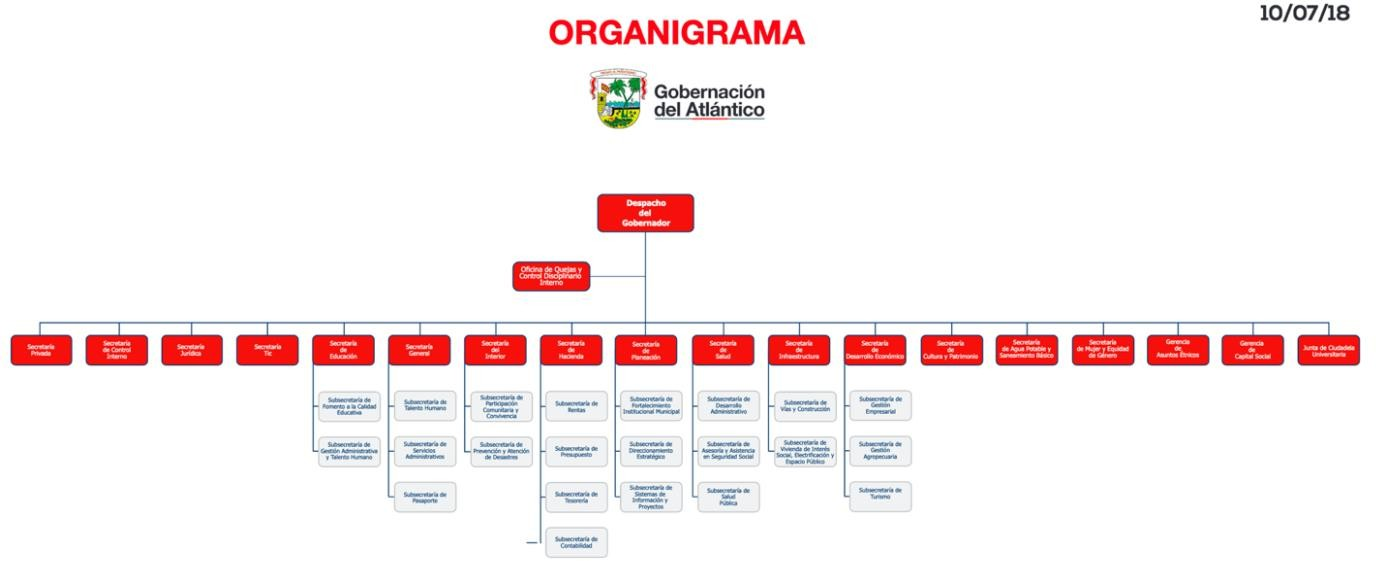 10/07/18
ORGANIGRAMA
Gobernación
del Atlántico
Despacho
del
Gobernador
Oficina de Quejas y
Control Disciplinario
Interno
Secretaría
Privada
Secretaría
de Control
Interno
Secretaría
Jurídica
Secretaría
Tic
Secretaría
de
Educación
Secretaría
General
Secretaría
del
Interior
Secretaría
de
Hacienda
Secretaría
de
Planeación
Secretaría
de
Salud
Secretaría
de
Infraestructura
Secretaría
de
Desarrollo Económico
Secretaría
de
Cultura y Patrimonio
Secretaría
de Agua Potable y
Saneamiento Básico
Secretaría
de Mujer y Equidad
de Género
Gerencia
de
Asuntos Étnicos
Gerencia
de
Capital Social
Junta de Ciudadela
Universitaria
Subsecretaría de
Fomento a la Calidad
Educativa
Subsecretaría de
Talento Humano
Subsecretaría de
Participación
Comunitaria y
Convivencia
Subsecretaría de
Rentas
Subsecretaría de
Fortalecimiento
Institucional Municipal
Subsecretaría de
Desarrollo
Administrativo
Subsecretaría de
Vías y Construcción
Subsecretaría de
Gestión
Empresarial
Subsecretaría de
Gestión Administrativa
y Talento Humano
Subsecretaría de
Servicios
Administrativos
Subsecretaría de
Prevención y Atención
de Desastres
Subsecretaría de
Presupuesto
Subsecretaría de
Direccionamiento
Estratégico
Subsecretaría de
Asesoría y Asistencia
en Seguridad Social
Subsecretaría de
Vivienda de Interés
Social, Electrificación y
Espacio Público
Subsecretaría de
Gestión
Agropecuaria
Subsecretaría de
Pasaporte
Subsecretaría de
Tesorería
Subsecretaría de
Sistemas de
Información y
Proyectos
Subsecretaría de
Salud
Pública
Subsecretaría de
Turismo
Subsecretaría de
Contabilidad